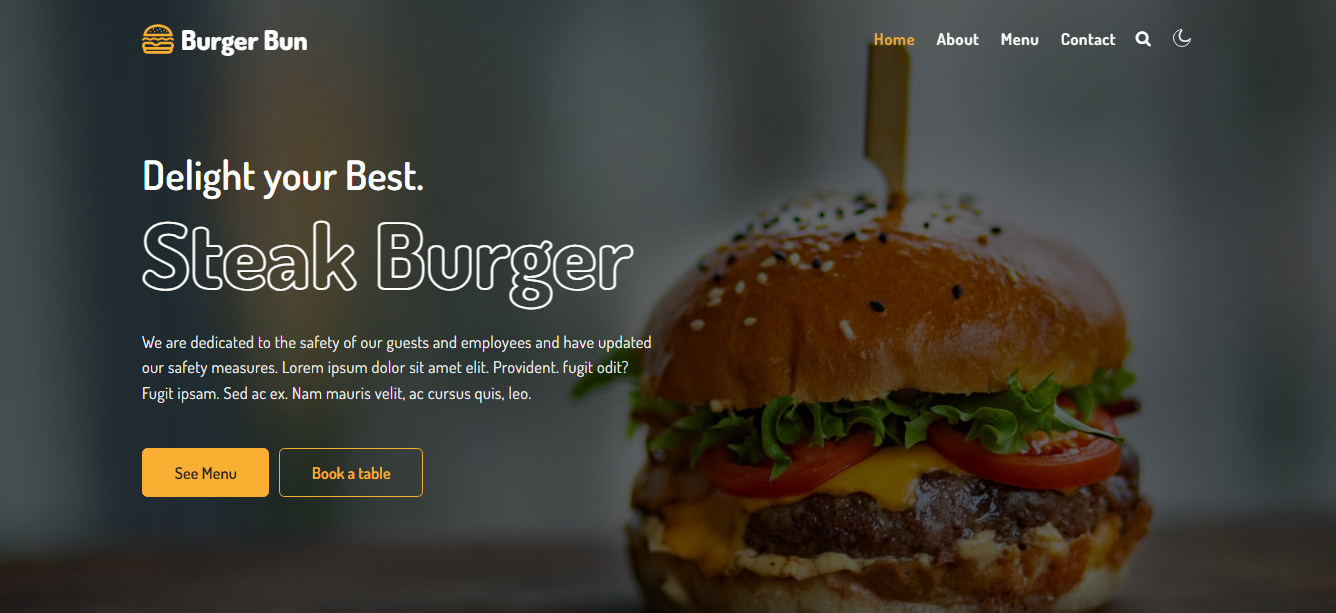 Burger Bun
Home About Menu Contact
Delight your Best.
Steak Burger
We are dedicated to the safety of our guests and employees and have updated
our safety measures. Lorem ipsum dolor sit amet elit. Provident. fugit odit?
Fugit ipsam. Sed ac ex. Nam mauris velit, ac cursus quis, leo.
See Menu
Book a table